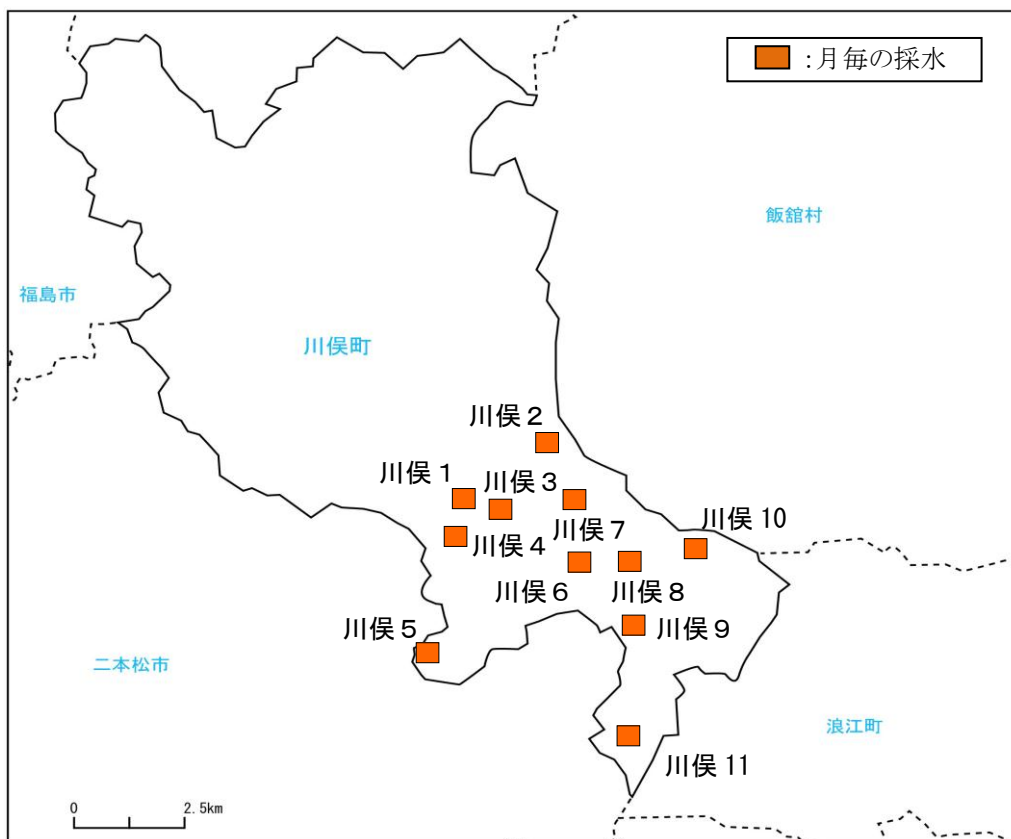 ：月毎の採水
飯舘村
福島市
川俣町
川俣２
川俣１
川俣３
川俣 10
川俣７
川俣４
川俣６
川俣８
川俣５
川俣９
二本松市
浪江町
川俣 11
0
2.5km